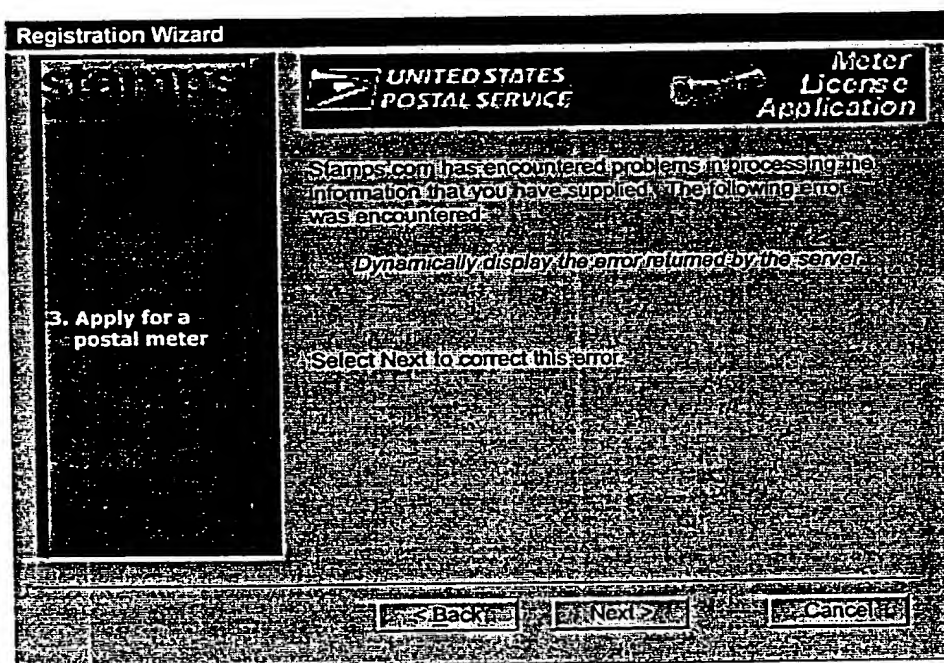 Registration Wizard
stamps
UNITED STATES
POSTAL SERVICE
Meter
License
Application
Stamps.com has encountered problems in processing the
information that you have supplied. The following error
was encountered:
Dynamically display the error returned by the server
3. Apply for a
postal meter
Select Next to correct this error.
< Back
Next >
Cancel